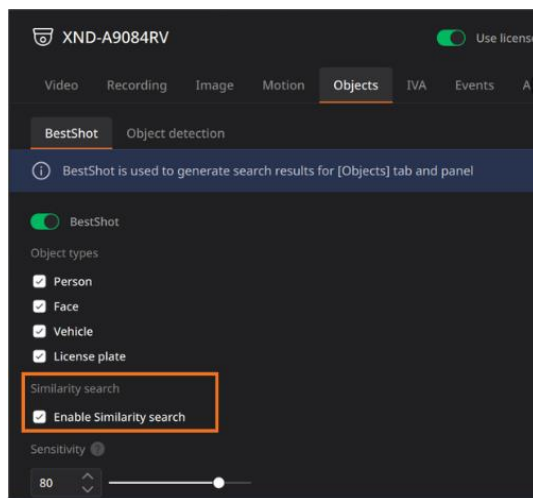 XND-A9084RV
Use license
Video Recording Image Motion Objects IVA Events A
BestShot Object detection
BestShot is used to generate search results for [Objects] tab and panel
BestShot
Object types
Person
Face
Vehicle
License plate
Similarity search
Enable Similarity search
Sensitivity ?
80